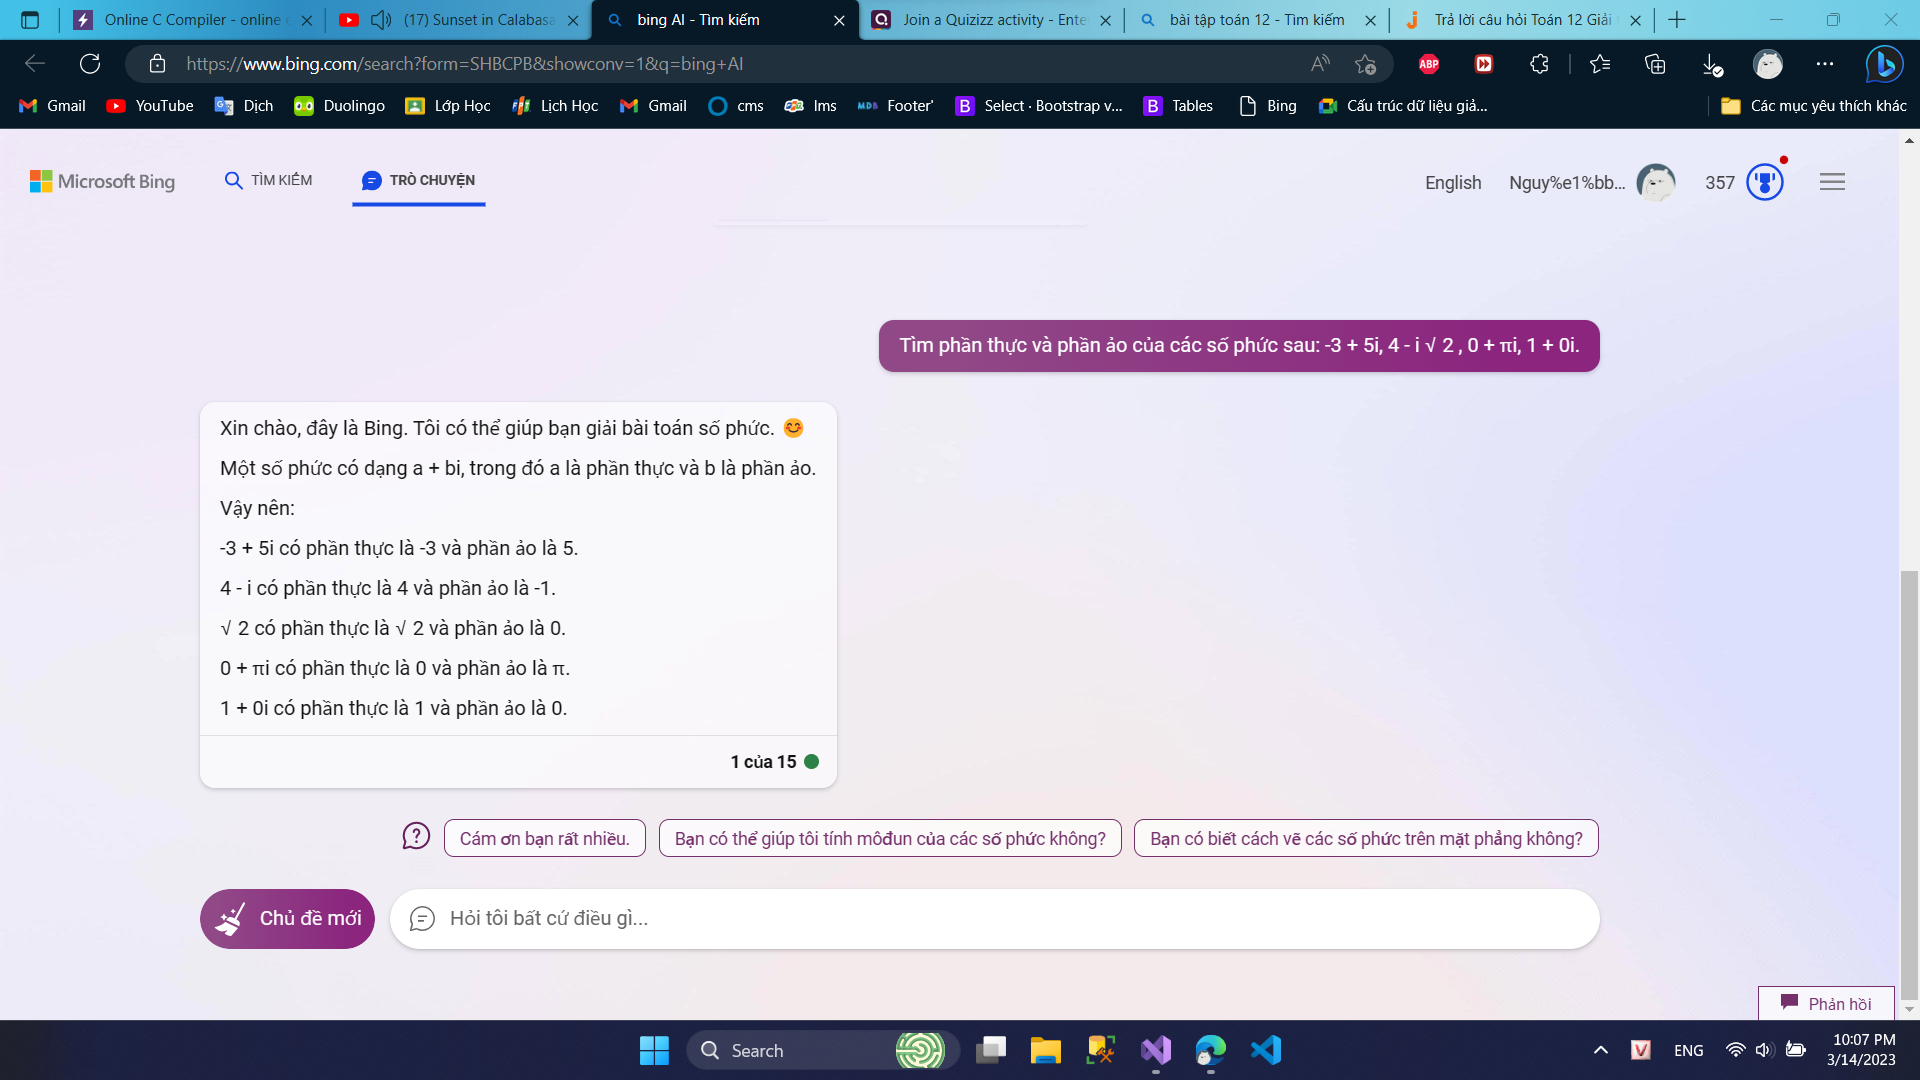 Online C Compiler - online e
(17) Sunset in Calabasa
bing AI - Tìm kiếm
Join a Quizizz activity - Ente
bài tập toán 12 - Tìm kiếm
Trả lời câu hỏi Toán 12 Giải
https://www.bing.com/search?form=SHBCPB&showconv=1&q=bing+AI
ABP
Gmail
YouTube
Dịch
Duolingo
Lớp Học
Lịch Học
Gmail
cms
lms
MDB Footer'
B Select · Bootstrap v...
B Tables
Bing
Cấu trúc dữ liệu giả...
Các mục yêu thích khác
Microsoft Bing
TÌM KIẾM
TRÒ CHUYỆN
English
Nguy%e1%bb...
357
Tìm phần thực và phần ảo của các số phức sau: -3 + 5i, 4 - i √ 2 , 0 + πi, 1 + 0i.
Xin chào, đây là Bing. Tôi có thể giúp bạn giải bài toán số phức. 😊
Một số phức có dạng a + bi, trong đó a là phần thực và b là phần ảo.
Vậy nên:
-3 + 5i có phần thực là -3 và phần ảo là 5.
4 - i có phần thực là 4 và phần ảo là -1.
√ 2 có phần thực là √ 2 và phần ảo là 0.
0 + πi có phần thực là 0 và phần ảo là π.
1 + 0i có phần thực là 1 và phần ảo là 0.
1 của 15
Cám ơn bạn rất nhiều.
Bạn có thể giúp tôi tính môđun của các số phức không?
Bạn có biết cách vẽ các số phức trên mặt phẳng không?
Chủ đề mới
Hỏi tôi bất cứ điều gì...
Phản hồi
Search
V
ENG
10:07 PM
3/14/2023